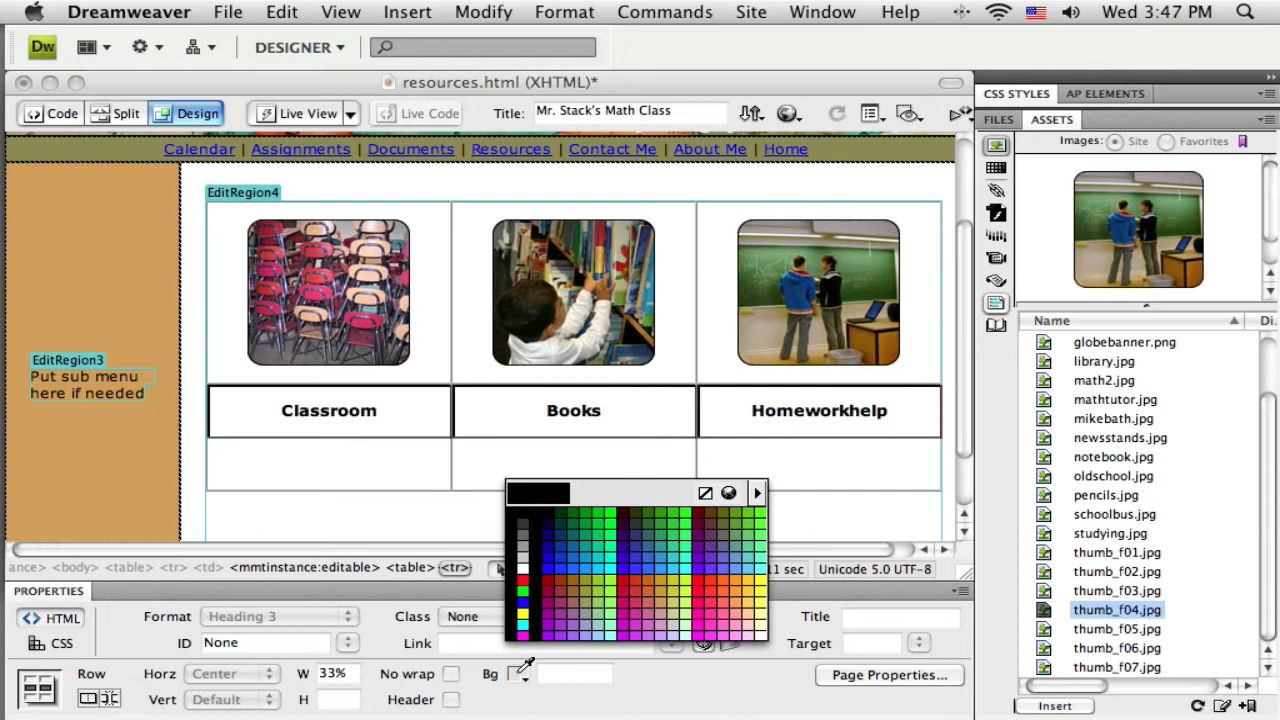 Dreamweaver File Edit View Insert Modify Format Commands Site Window Help Wed 3:47 PM
Dw DESIGNER
resources.html (XHTML)*
Code Split Design Live View Live Code Title: Mr. Stack's Math Class
CSS STYLES AP ELEMENTS
FILES ASSETS
Images: Site Favorites
Calendar | Assignments | Documents | Resources | Contact Me | About Me | Home
EditRegion4
EditRegion3
Put sub menu
here if needed
Classroom Books Homeworkhelp
Name Di.
globebanner.png
library.jpg
math2.jpg
mathtutor.jpg
mikebath.jpg
newsstands.jpg
notebook.jpg
oldschool.jpg
pencils.jpg
schoolbus.jpg
studying.jpg
thumb_f01.jpg
thumb_f02.jpg
thumb_f03.jpg
thumb_f04.jpg
thumb_f05.jpg
thumb_f06.jpg
thumb_f07.jpg
Insert
ance> <body> <table> <tr> <td> <mmtinstance:editable> <table> <tr> 11 sec Unicode 5.0 UTF-8
PROPERTIES
<> HTML Format Heading 3 Class None Title
CSS ID None Link Target
Row Horz Center W 33% No wrap Bg Page Properties...
Vert Default H Header